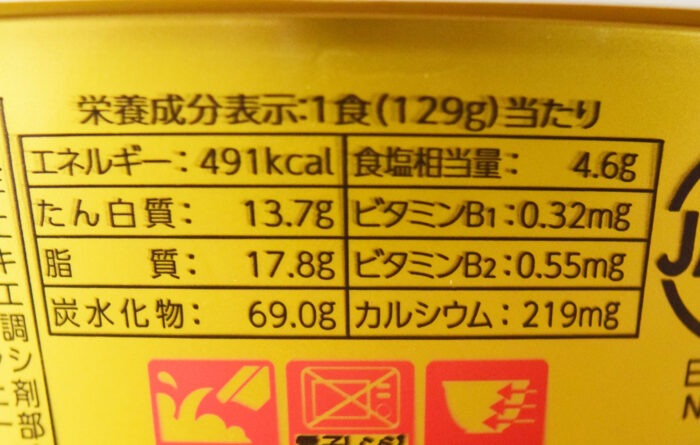 栄養成分表示:1食(129g)当たり
エネルギー: 491kcal 食塩相当量: 4.6g
たん白質: 13.7g ビタミンB1:0.32mg
脂質: 17.8g ビタミンB2:0.55mg
炭水化物: 69.0g カルシウム: 219mg